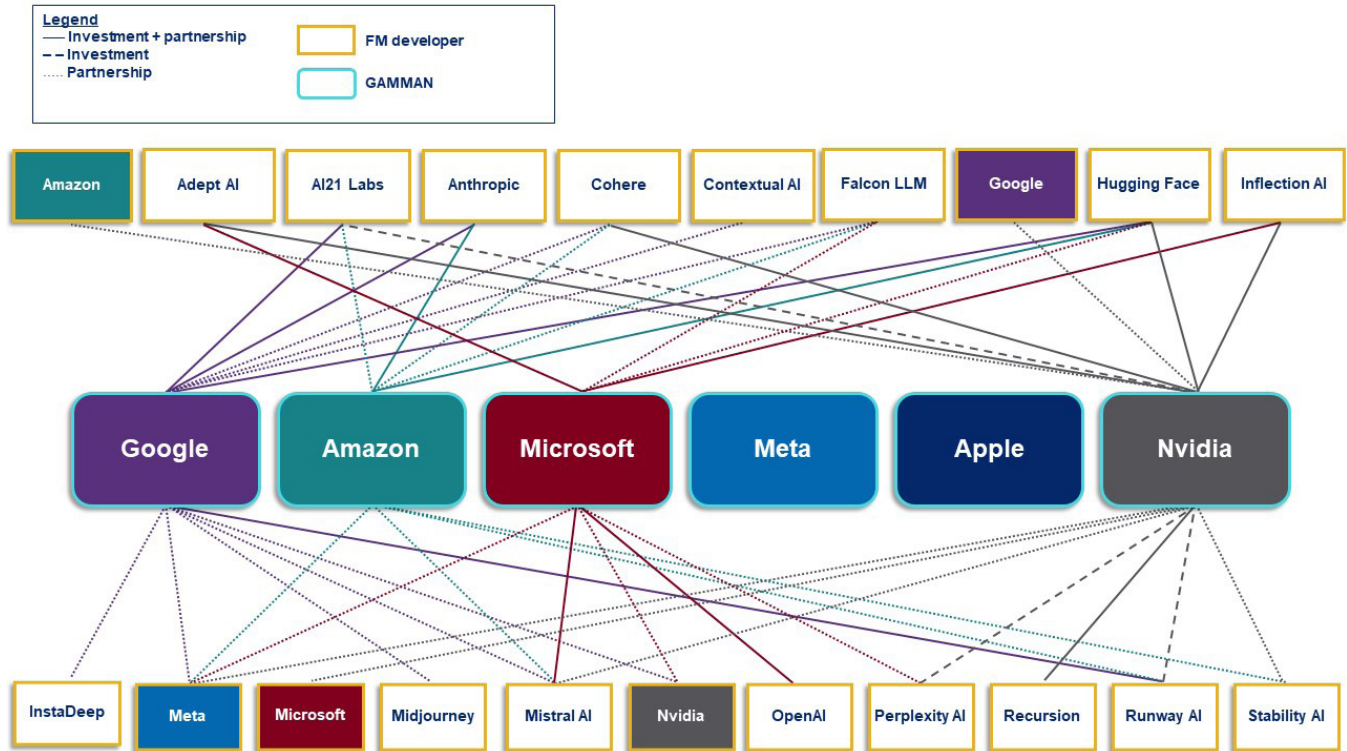 Legend
Investment + partnership
Investment
Partnership
FM developer
GAMMAN
Amazon
Adept AI
AI21 Labs
Anthropic
Cohere
Contextual AI
Falcon LLM
Google
Hugging Face
Inflection AI
Google
Amazon
Microsoft
Meta
Apple
Nvidia
InstaDeep
Meta
Microsoft
Midjourney
Mistral AI
Nvidia
OpenAI
Perplexity AI
Recursion
Runway AI
Stability AI